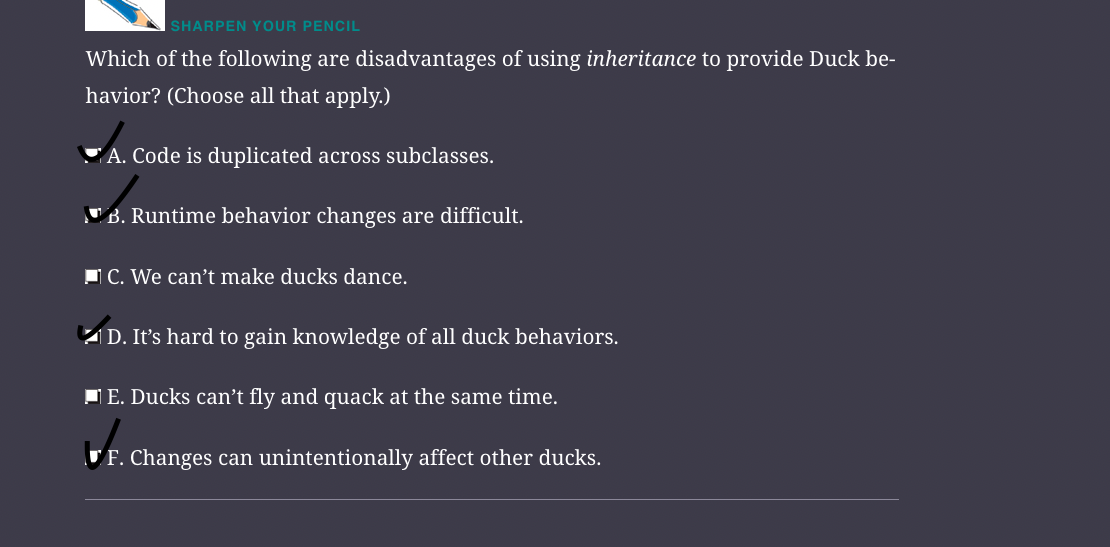 SHARPEN YOUR PENCIL
Which of the following are disadvantages of using inheritance to provide Duck be-
havior? (Choose all that apply.)
A. Code is duplicated across subclasses.
B. Runtime behavior changes are difficult.
C. We can’t make ducks dance.
D. It’s hard to gain knowledge of all duck behaviors.
E. Ducks can’t fly and quack at the same time.
F. Changes can unintentionally affect other ducks.